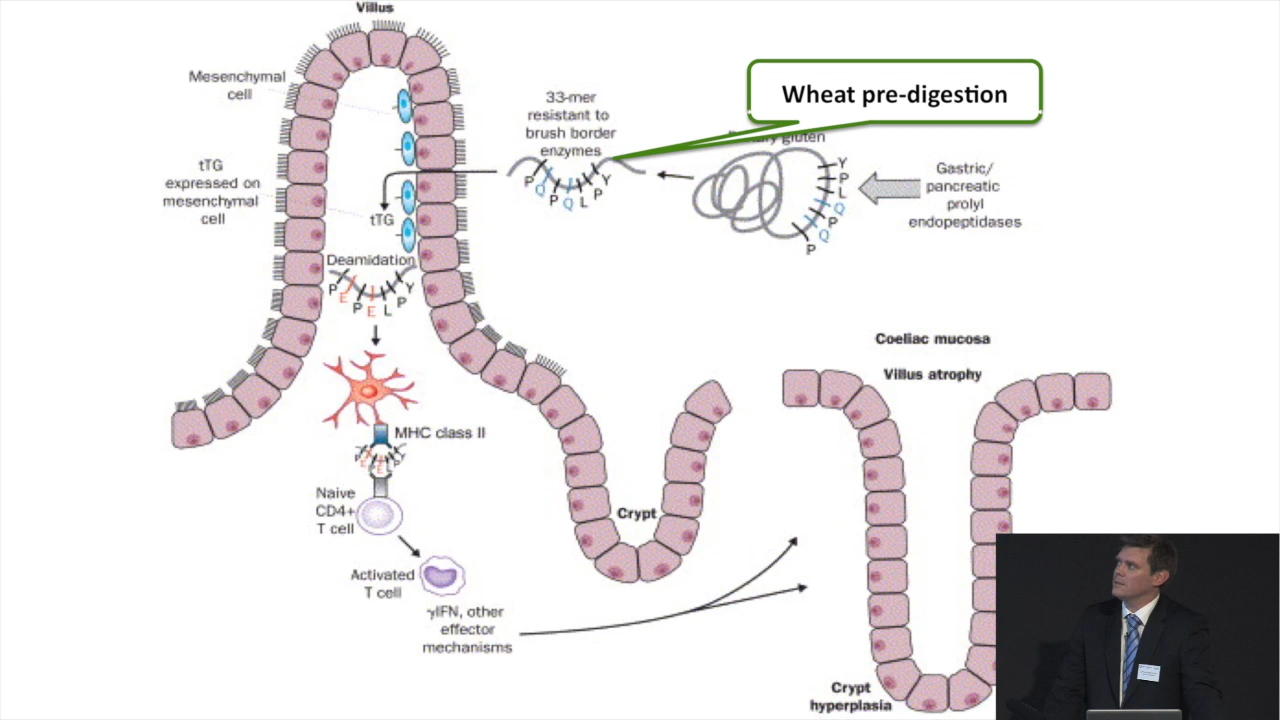 Villus
Mesenchymal
cell
tTG
expressed on
mesenchymal
cell
33-mer
resistant to
brush border
enzymes
P
Q
P
Q
L
P
Y
Wheat pre-digestion
gluten
Y
P
L
Q
P
Q
P
Gastric/
pancreatic
prolyl
endopeptidases
tTG
Deamidation
P
E
P
E
L
P
Y
MHC class II
P
E
E
P
Naive
CD4+
T cell
Activated
T cell
γIFN, other
effector
mechanisms
Crypt
Coeliac mucosa
Villus atrophy
Crypt
hyperplasia